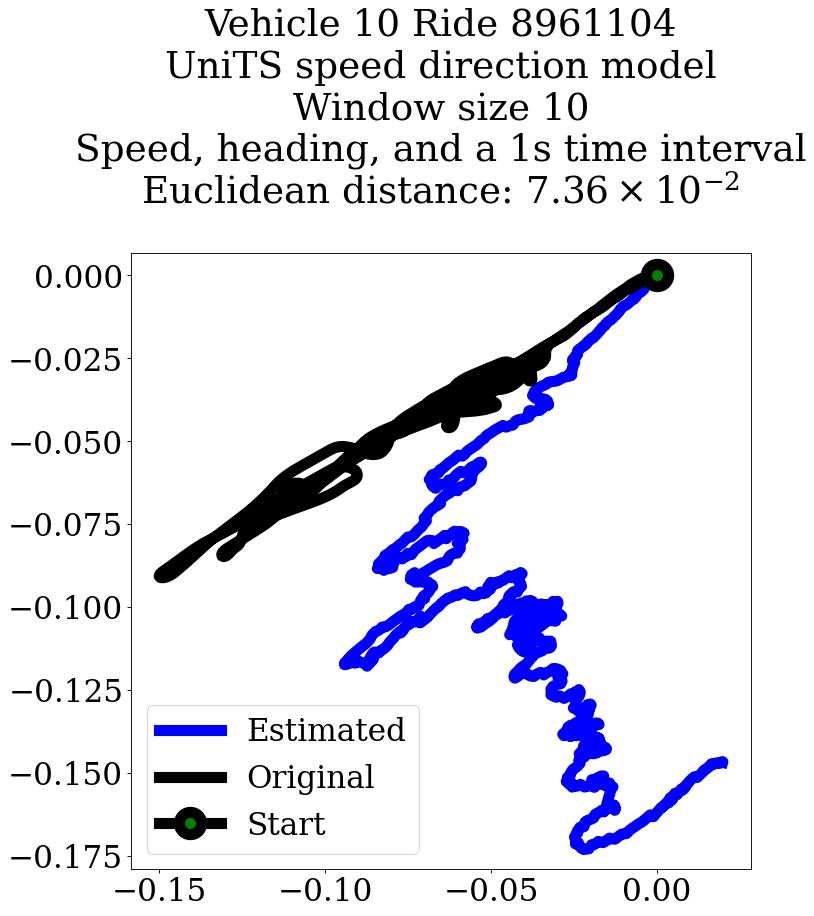 Vehicle 10 Ride 8961104
UniTS speed direction model
Window size 10
Speed, heading, and a 1s time interval
Euclidean distance: 7.36 × 10⁻²
0.000
−0.025
−0.050
−0.075
−0.100
−0.125
−0.150
−0.175
Estimated
Original
Start
−0.15 −0.10 −0.05 0.00